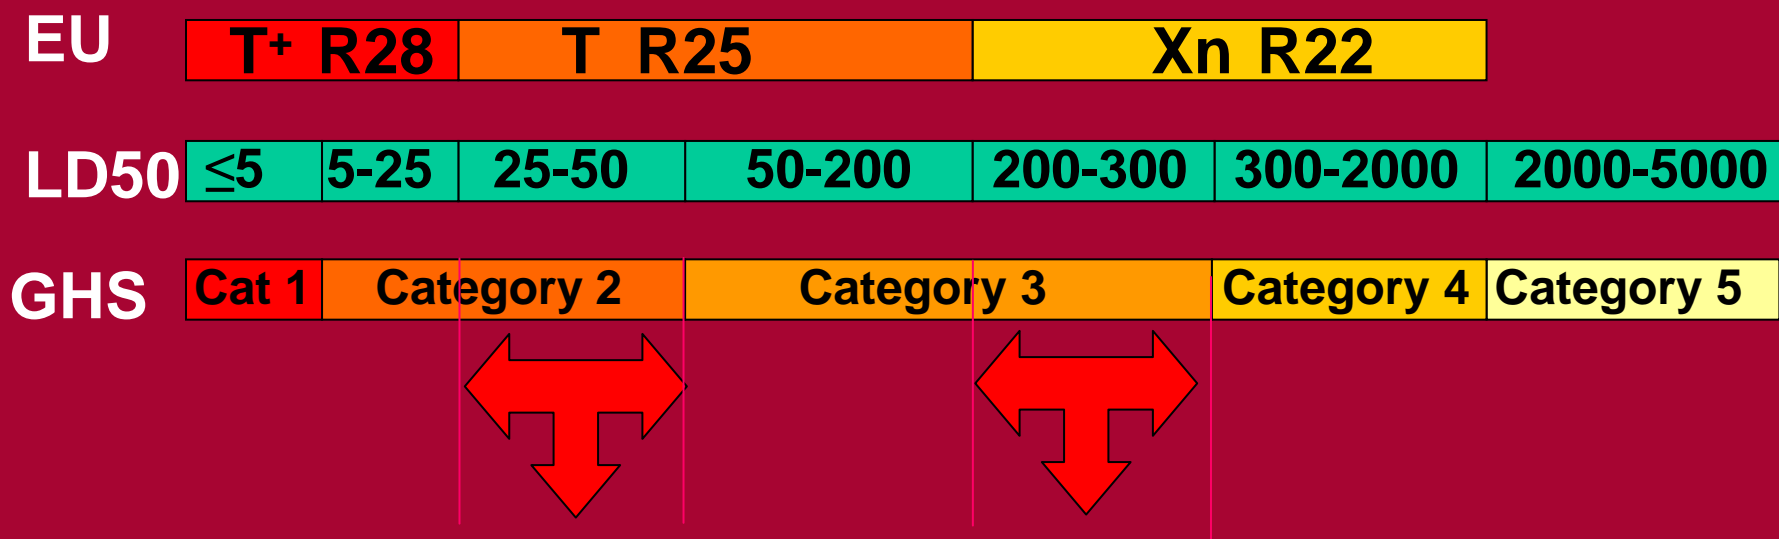 EU T+ R28 T R25 Xn R22
LD50 ≤5 5-25 25-50 50-200 200-300 300-2000 2000-5000
GHS Cat 1 Category 2 Category 3 Category 4 Category 5